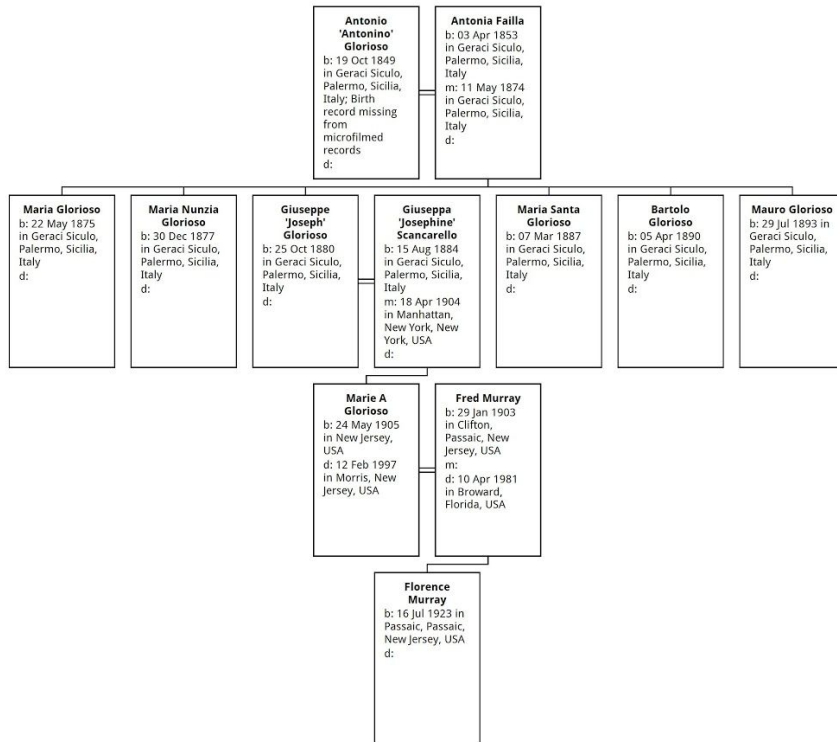 Antonio
'Antonino'
Glorioso
b: 19 Oct 1849
in Geraci Siculo,
Palermo, Sicilia,
Italy; Birth
record missing
from
microfilmed
records
d:
Antonia Failla
b: 03 Apr 1853
in Geraci Siculo,
Palermo, Sicilia,
Italy
m: 11 May 1874
in Geraci Siculo,
Palermo, Sicilia,
Italy
d:
Maria Glorioso
b: 22 May 1875
in Geraci Siculo,
Palermo, Sicilia,
Italy
d:
Maria Nunzia
Glorioso
b: 30 Dec 1877
in Geraci Siculo,
Palermo, Sicilia,
Italy
d:
Giuseppe
'Joseph'
Glorioso
b: 25 Oct 1880
in Geraci Siculo,
Palermo, Sicilia,
Italy
d:
Giuseppa
'Josephine'
Scancarello
b: 15 Aug 1884
in Geraci Siculo,
Palermo, Sicilia,
Italy
m: 18 Apr 1904
in Manhattan,
New York, New
York, USA
d:
Maria Santa
Glorioso
b: 07 Mar 1887
in Geraci Siculo,
Palermo, Sicilia,
Italy
d:
Bartolo
Glorioso
b: 05 Apr 1890
in Geraci Siculo,
Palermo, Sicilia,
Italy
d:
Mauro Glorioso
b: 29 Jul 1893 in
Geraci Siculo,
Palermo, Sicilia,
Italy
d:
Marie A
Glorioso
b: 24 May 1905
in New Jersey,
USA
d: 12 Feb 1997
in Morris, New
Jersey, USA
Fred Murray
b: 29 Jan 1903
in Clifton,
Passaic, New
Jersey, USA
m:
d: 10 Apr 1981
in Broward,
Florida, USA
Florence
Murray
b: 16 Jul 1923 in
Passaic, Passaic,
New Jersey, USA
d: